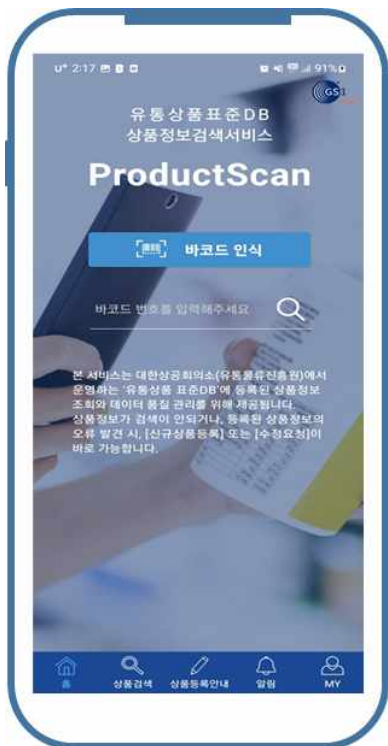 U+ 2:17
91%
GS1
유통상품표준DB
상품정보검색서비스
ProductScan
바코드 인식
바코드 번호를 입력해주세요
본 서비스는 대한상공회의소(유통물류진흥원)에서
운영하는 '유통상품 표준DB'에 등록된 상품정보
조회와 데이터 품질 관리를 위해 제공됩니다.
상품정보가 검색이 안되거나, 등록된 상품정보의
오류 발견 시, [신규상품등록] 또는 [수정요청]이
바로 가능합니다.
홈
상품검색
상품등록안내
알림
MY